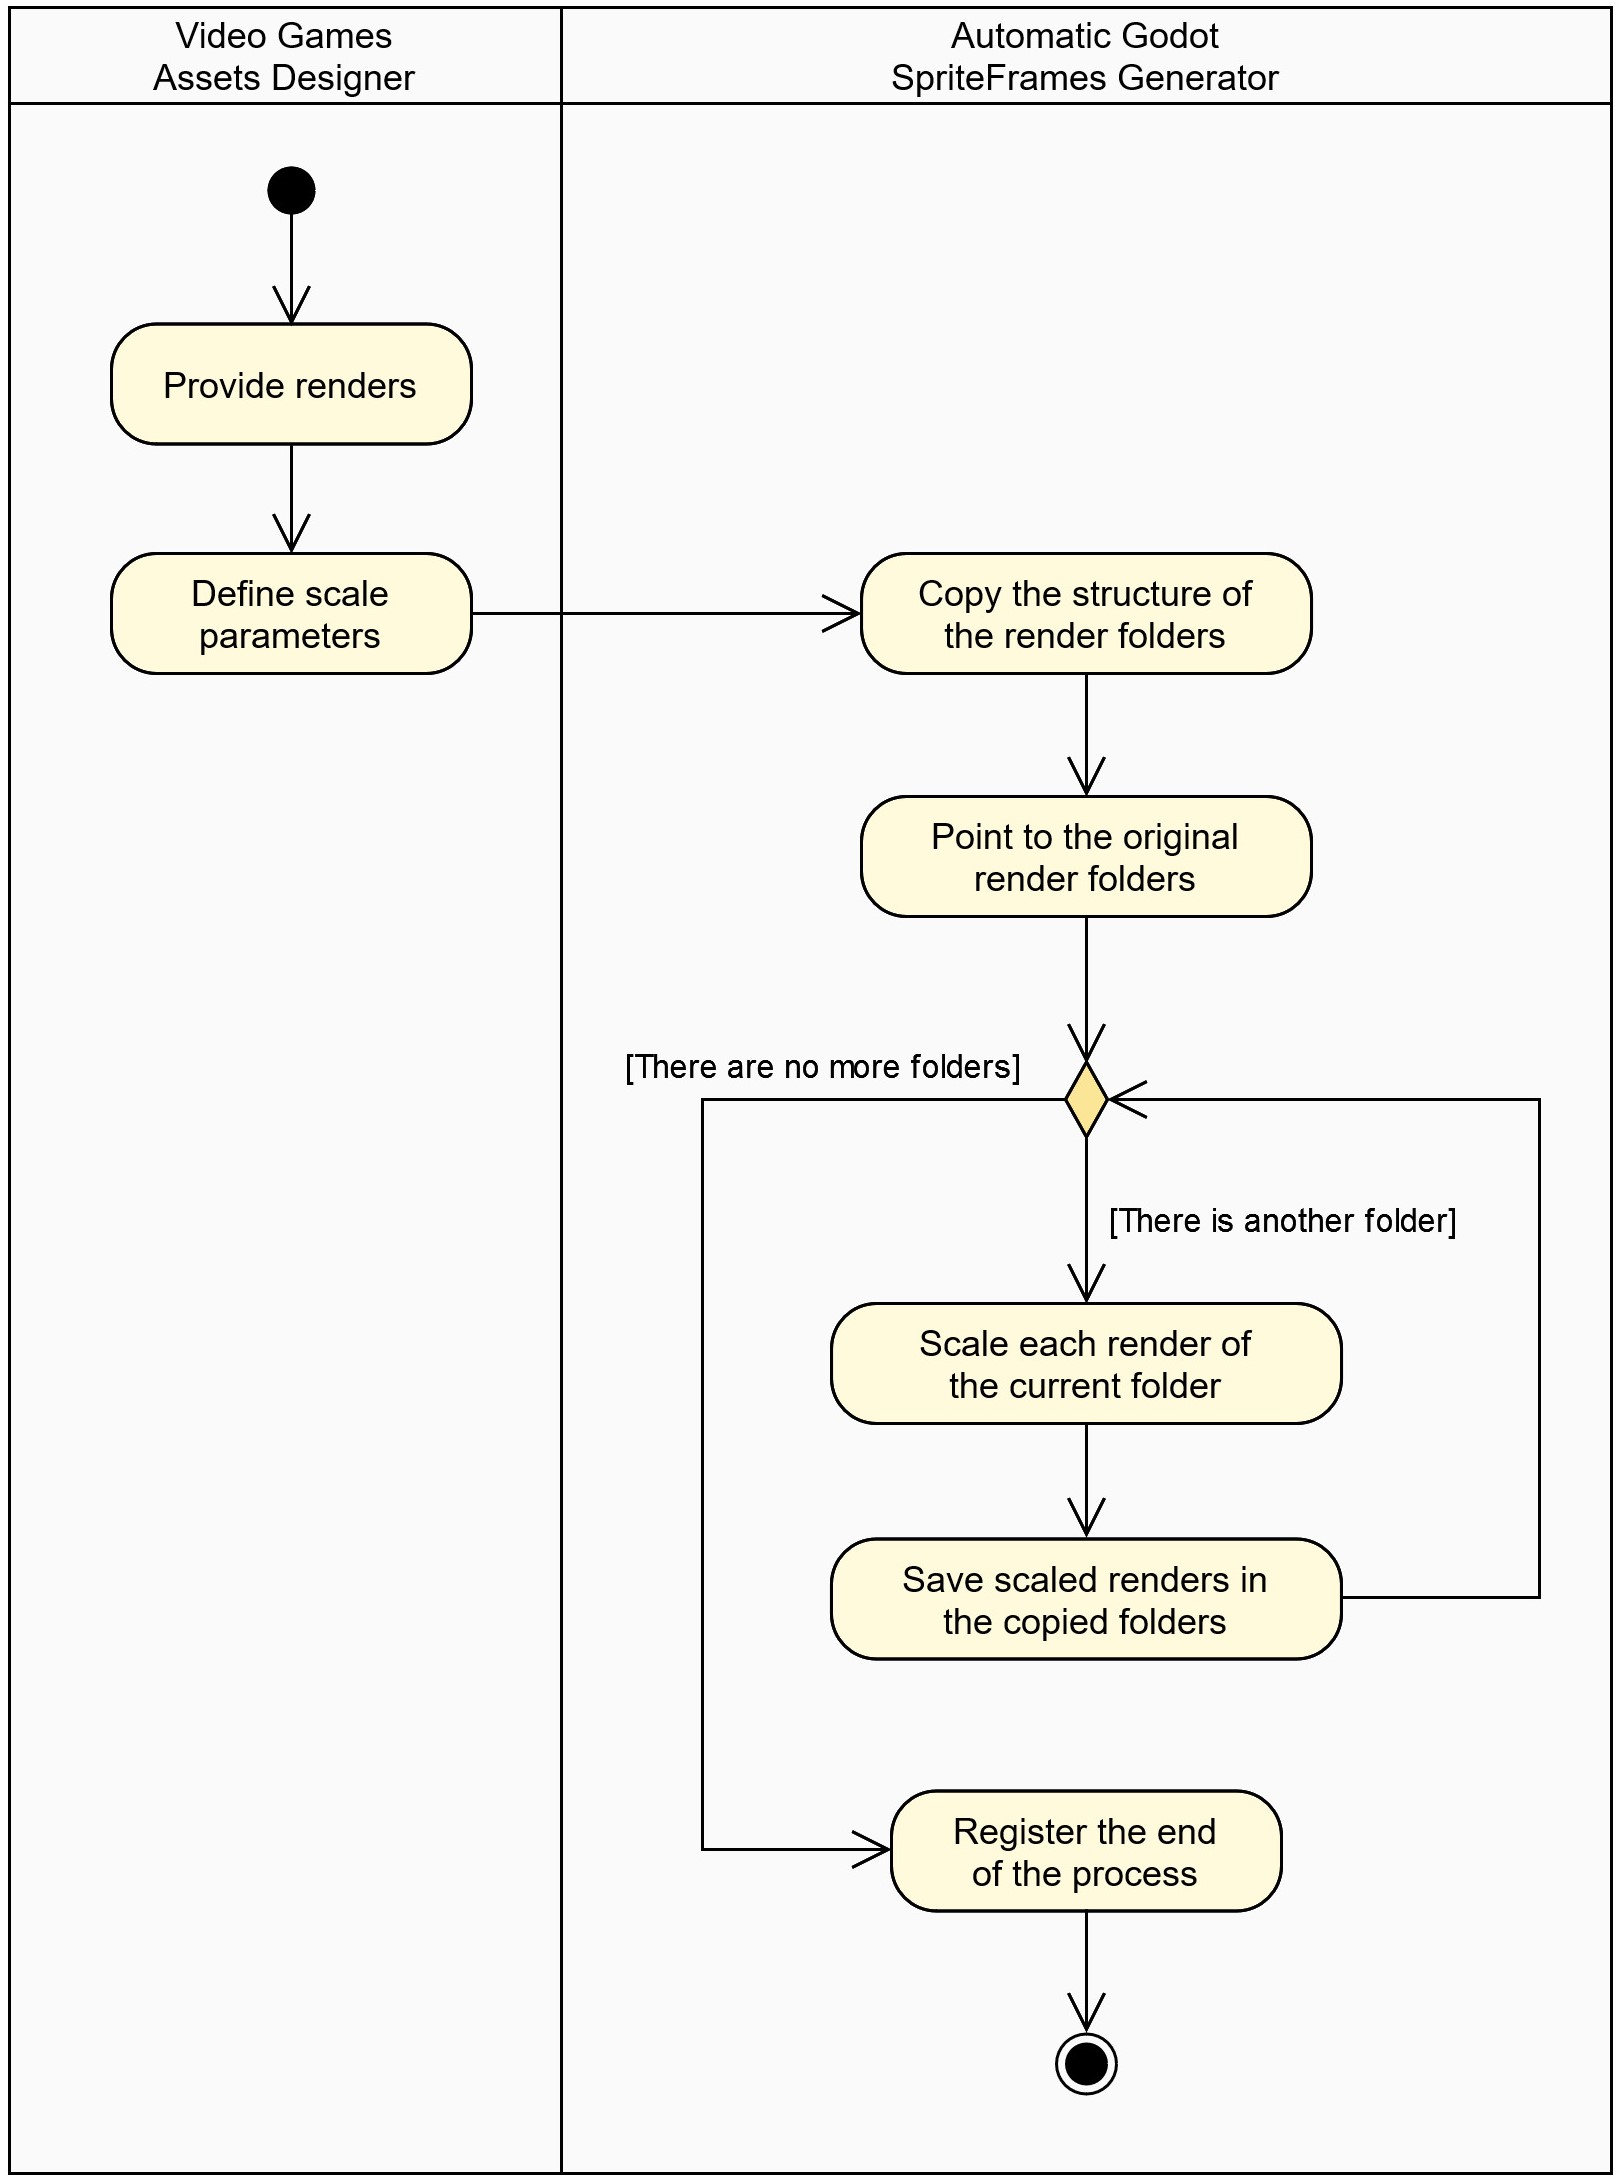 Video Games
Assets Designer
Automatic Godot
SpriteFrames Generator
Provide renders
Define scale
parameters
Copy the structure of
the render folders
Point to the original
render folders
[There are no more folders]
[There is another folder]
Scale each render of
the current folder
Save scaled renders in
the copied folders
Register the end
of the process